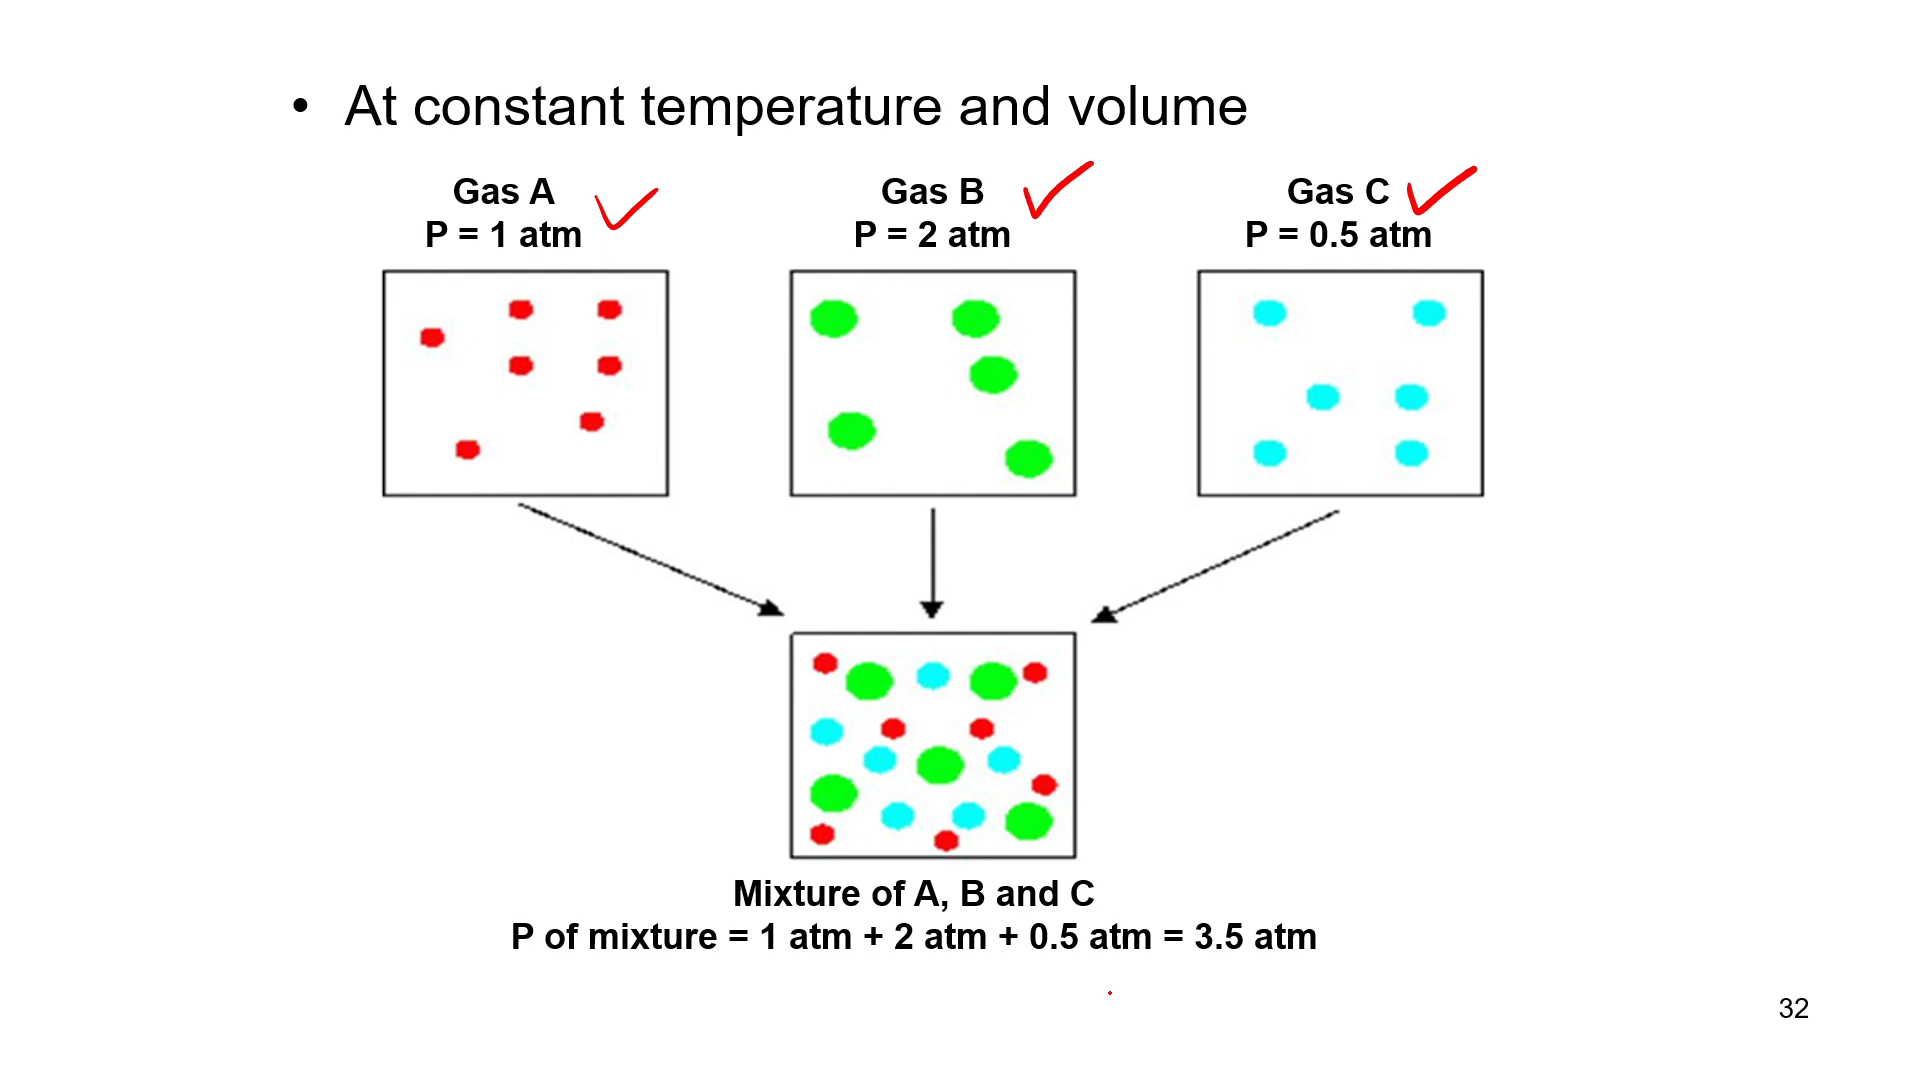 • At constant temperature and volume
Gas A
P = 1 atm
Gas B
P = 2 atm
Gas C
P = 0.5 atm
Mixture of A, B and C
P of mixture = 1 atm + 2 atm + 0.5 atm = 3.5 atm
32